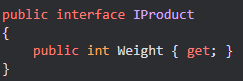 public interface IProduct
{
    public int Weight { get; }
}